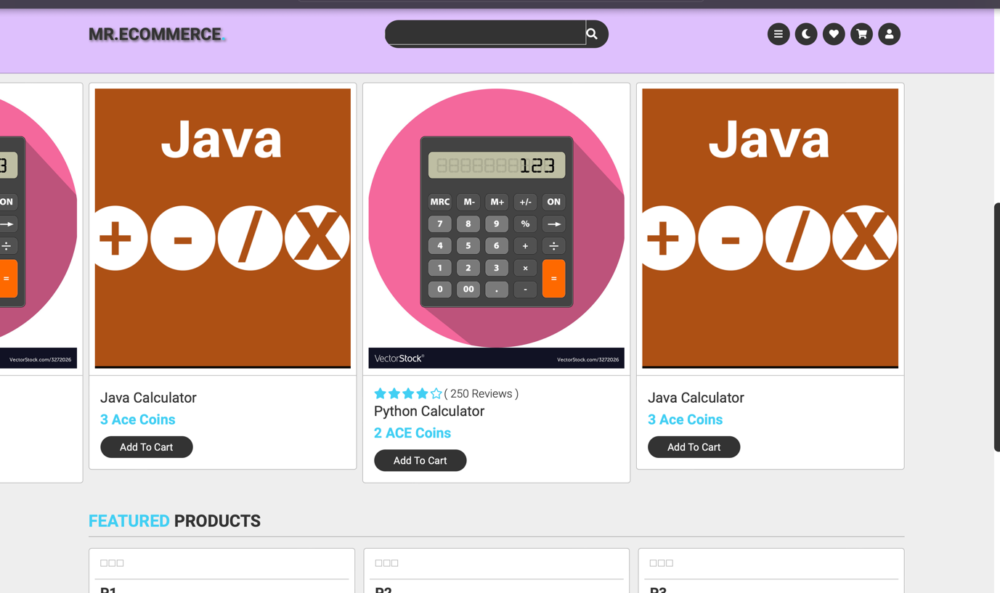 MR.ECOMMERCE.
3
ON
=
VectorStock.com/3272026
Java
+ - / X
Java Calculator
3 Ace Coins
Add To Cart
123
MRC M- M+ +/- ON
7 8 9 % →
4 5 6 + ÷
1 2 3 × =
0 00 . -
VectorStock® VectorStock.com/3272026
( 250 Reviews )
Python Calculator
2 ACE Coins
Add To Cart
Java
+ - / X
Java Calculator
3 Ace Coins
Add To Cart
FEATURED PRODUCTS
P1
P2
P3